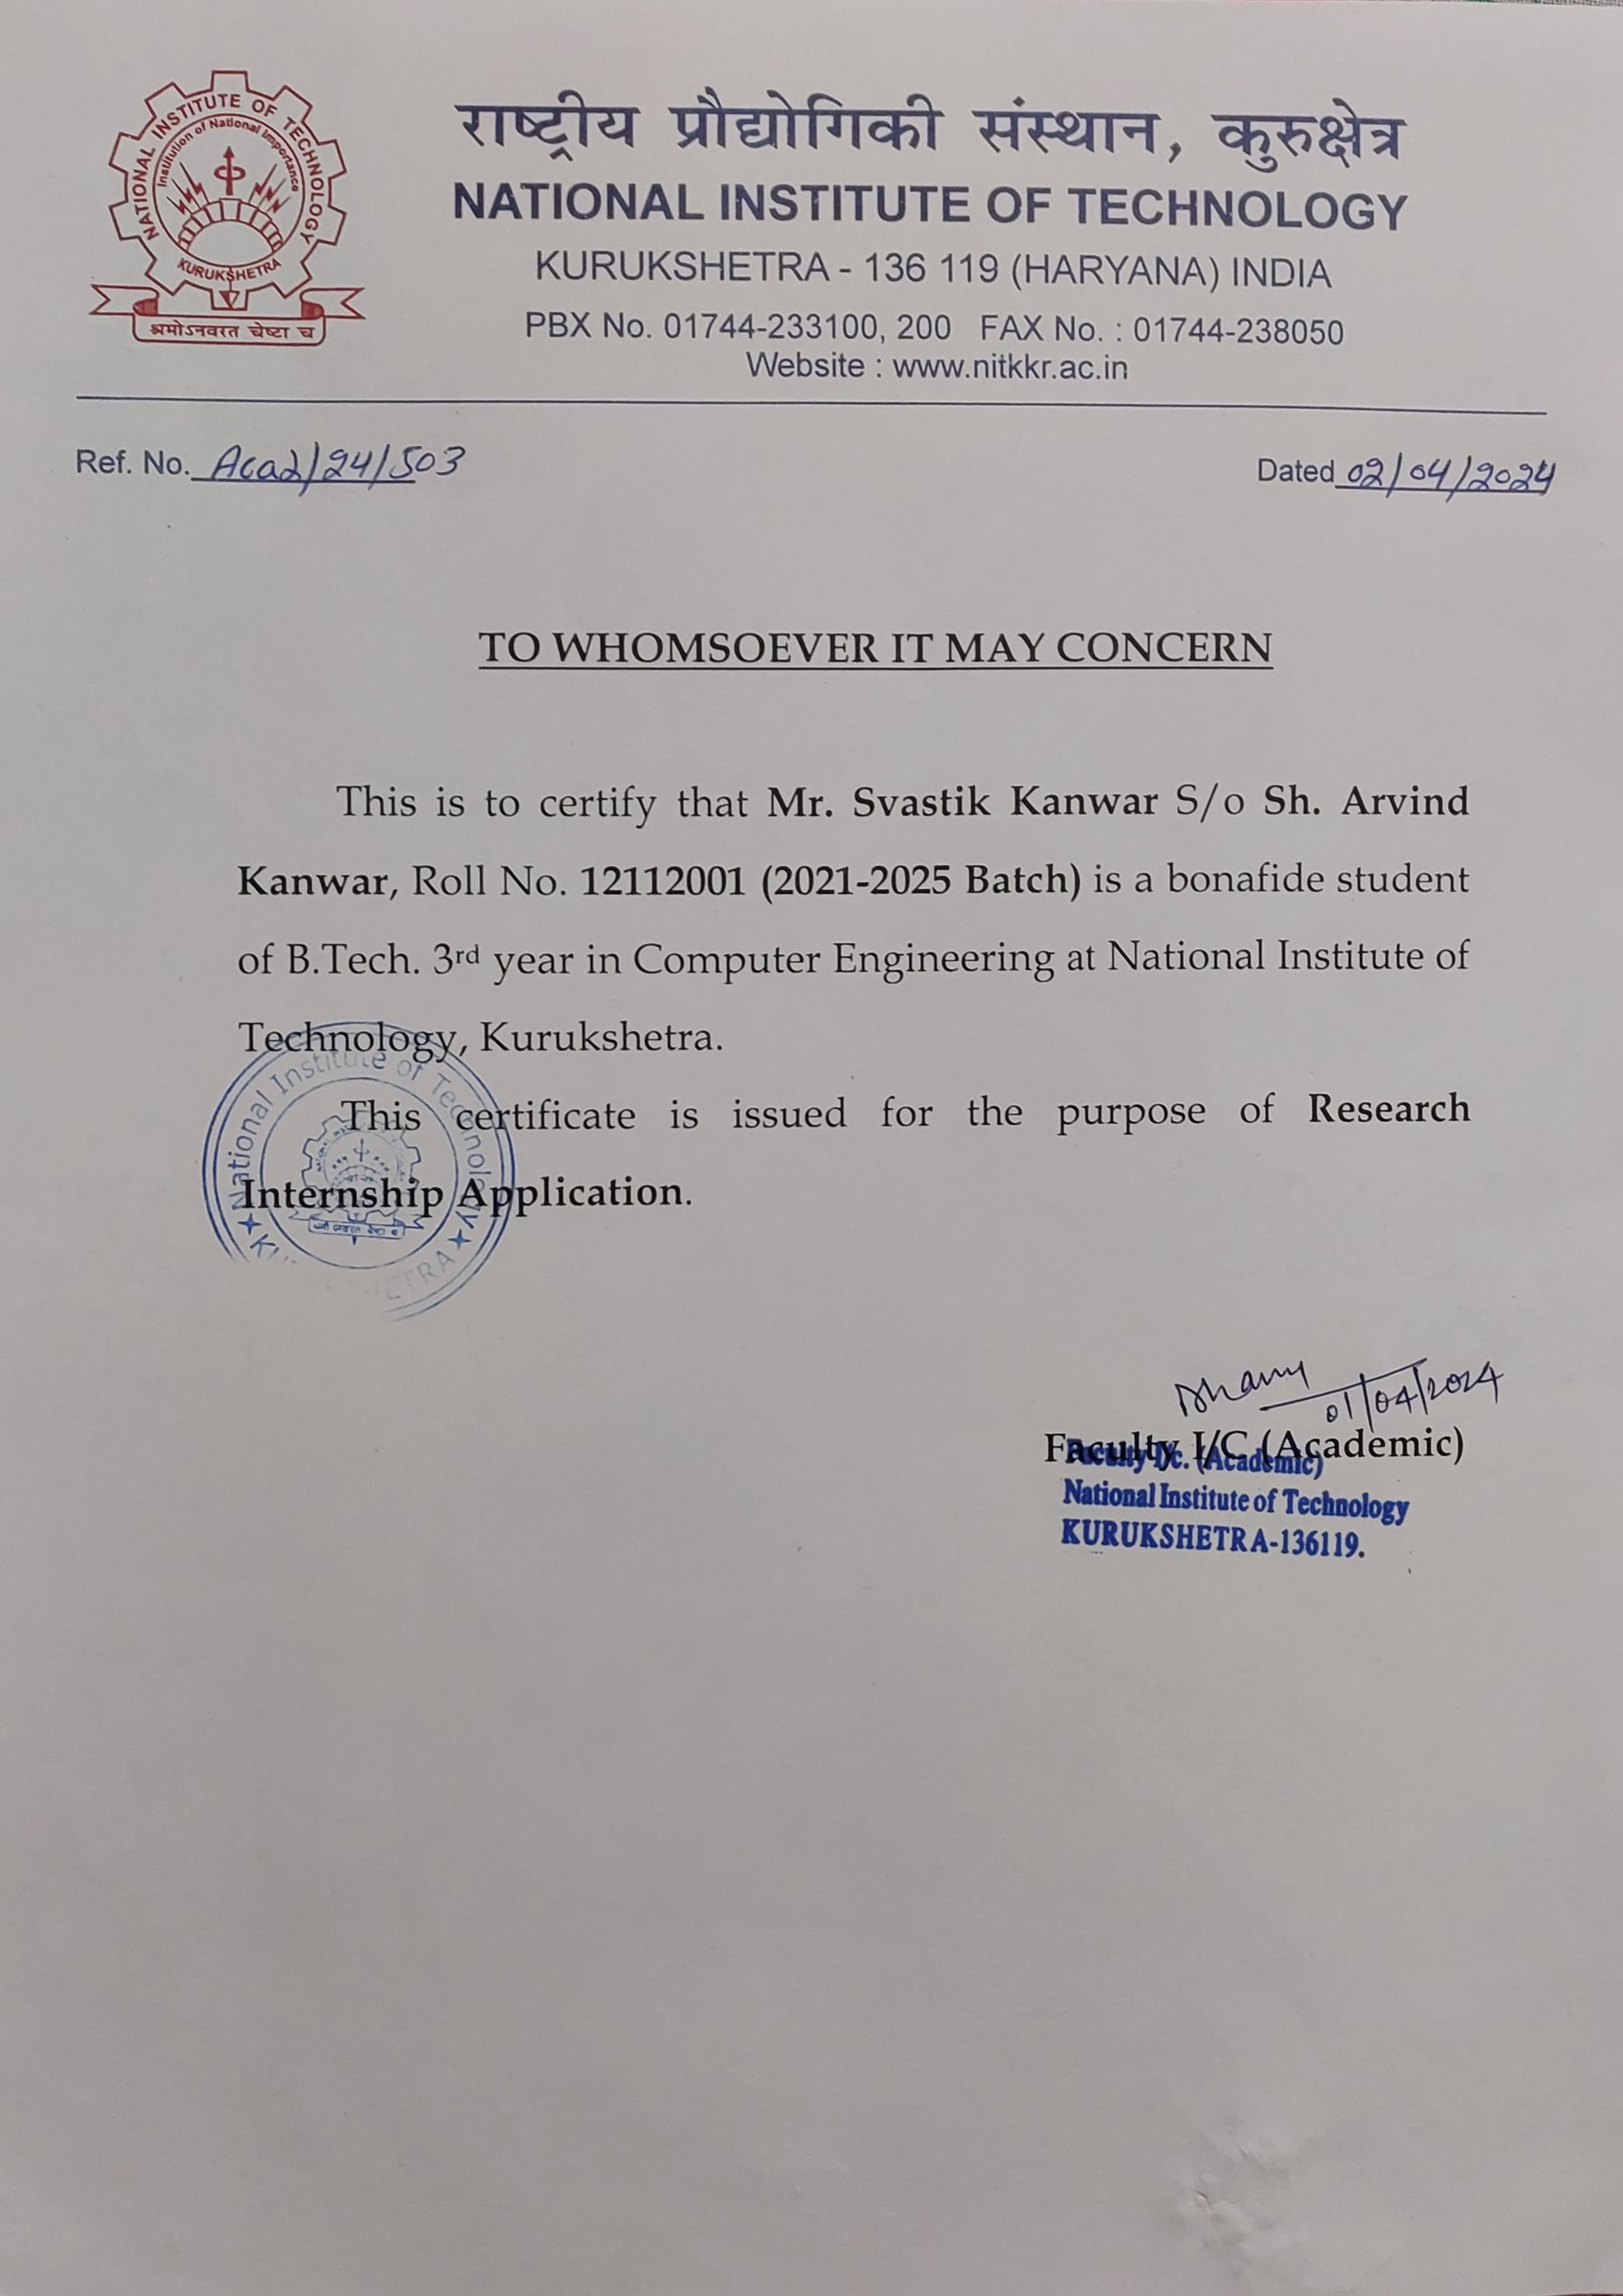 NATIONAL INSTITUTE OF TECHNOLOGY
Institution of National Importance
KURUKSHETRA
श्रमोऽनवरत चेष्टा च
राष्ट्रीय प्रौद्योगिकी संस्थान, कुरुक्षेत्र
NATIONAL INSTITUTE OF TECHNOLOGY
KURUKSHETRA - 136 119 (HARYANA) INDIA
PBX No. 01744-233100, 200 FAX No. : 01744-238050
Website : www.nitkkr.ac.in
Ref. No. Aca2/24/503
Dated 02/04/2024
TO WHOMSOEVER IT MAY CONCERN
This is to certify that Mr. Svastik Kanwar S/o Sh. Arvind
Kanwar, Roll No. 12112001 (2021-2025 Batch) is a bonafide student
of B.Tech. 3rd year in Computer Engineering at National Institute of
Technology, Kurukshetra.
This certificate is issued for the purpose of Research
Internship Application.
National Institute of Technology
01/04/2024
Faculty I/C (Academic)
Faculty I/c. (Academic)
National Institute of Technology
KURUKSHETRA-136119.